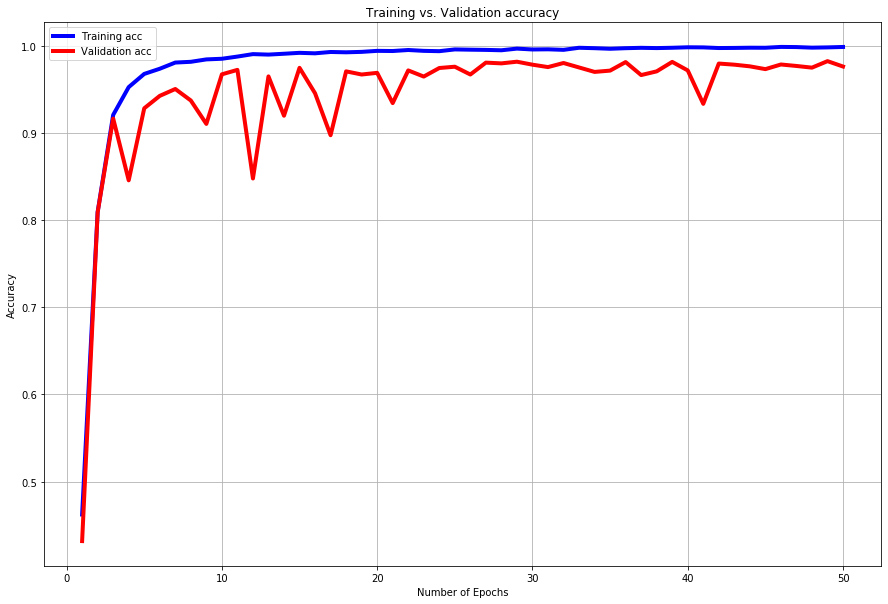 Training vs. Validation accuracy
Training acc
Validation acc
1.0
0.9
0.8
0.7
0.6
0.5
Accuracy
0
10
20
30
40
50
Number of Epochs